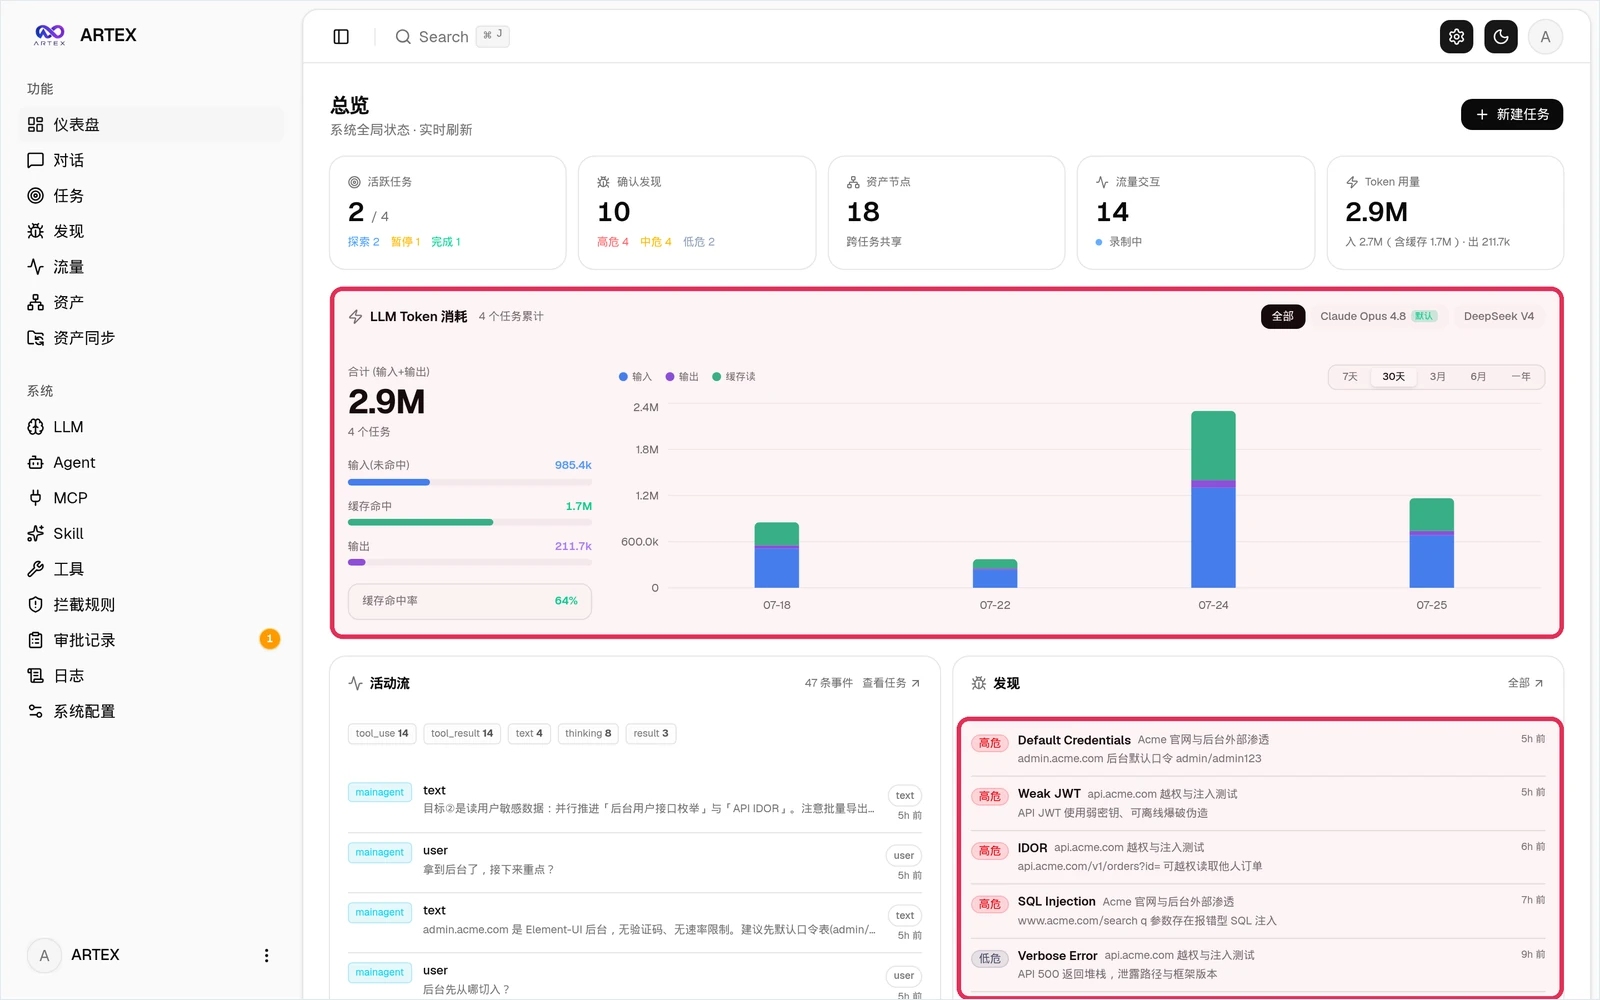 ARTEX
ARTEX
功能
仪表盘
对话
任务
发现
流量
资产
资产同步
系统
LLM
Agent
MCP
Skill
工具
拦截规则
审批记录 1
日志
系统配置
A ARTEX
Search ⌘ J
A
总览
系统全局状态 · 实时刷新
+ 新建任务
活跃任务
2 / 4
探索 2 暂停 1 完成 1
确认发现
10
高危 4 中危 4 低危 2
资产节点
18
跨任务共享
流量交互
14
录制中
Token 用量
2.9M
入 2.7M ( 含缓存 1.7M ) · 出 211.7k
LLM Token 消耗 4 个任务累计
全部 Claude Opus 4.8 默认 DeepSeek V4
合计 (输入+输出)
2.9M
4 个任务
输入(未命中) 985.4k
缓存命中 1.7M
输出 211.7k
缓存命中率 64%
输入 输出 缓存读
7天 30天 3月 6月 一年
2.4M
1.8M
1.2M
600.0k
0
07-18 07-22 07-24 07-25
活动流 47 条事件 查看任务
tool_use 14 tool_result 14 text 4 thinking 8 result 3
mainagent text text
目标②是读用户敏感数据：并行推进「后台用户接口枚举」与「API IDOR」。注意批量导出... 5h 前
mainagent user user
拿到后台了，接下来重点？ 5h 前
mainagent text text
admin.acme.com 是 Element-UI 后台，无验证码、无速率限制。建议先默认口令表(admin/... 5h 前
mainagent user user
后台先从哪切入？ 5h 前
发现 全部
高危 Default Credentials Acme 官网与后台外部渗透 5h 前
admin.acme.com 后台默认口令 admin/admin123
高危 Weak JWT api.acme.com 越权与注入测试 5h 前
API JWT 使用弱密钥、可离线爆破伪造
高危 IDOR api.acme.com 越权与注入测试 6h 前
api.acme.com/v1/orders?id= 可越权读取他人订单
高危 SQL Injection Acme 官网与后台外部渗透 7h 前
www.acme.com/search q 参数存在报错型 SQL 注入
低危 Verbose Error api.acme.com 越权与注入测试 9h 前
API 500 返回堆栈，泄露路径与框架版本